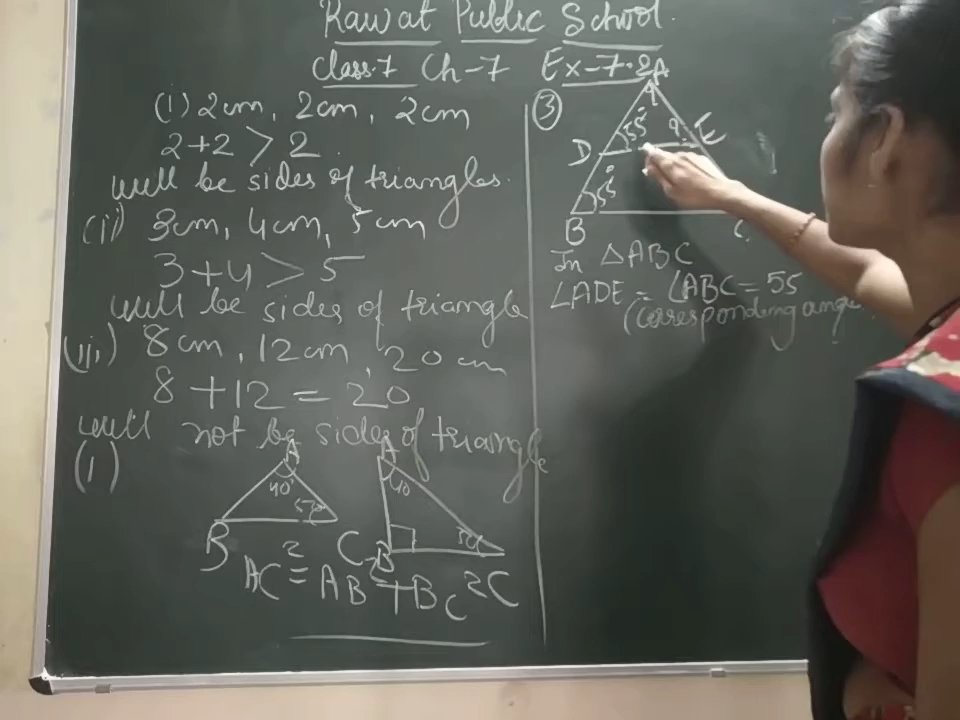 Rawat Public School
Class-7 Ch-7 Ex-7.2
(i) 2cm, 2cm, 2cm
2+2 > 2
will be sides of triangles.
(ii) 3cm, 4cm, 5cm
3+4 > 5
will be sides of triangle
(iii) 8cm, 12cm, 20cm
8+12 = 20
will not be sides of triangle
(1)
A
40°
B
C
A
40
B
C
AC² = AB² + BC²
③
A
55°
D
E
55°
B
C
In △ABC
∠ADE = ∠ABC = 55
(corresponding angle